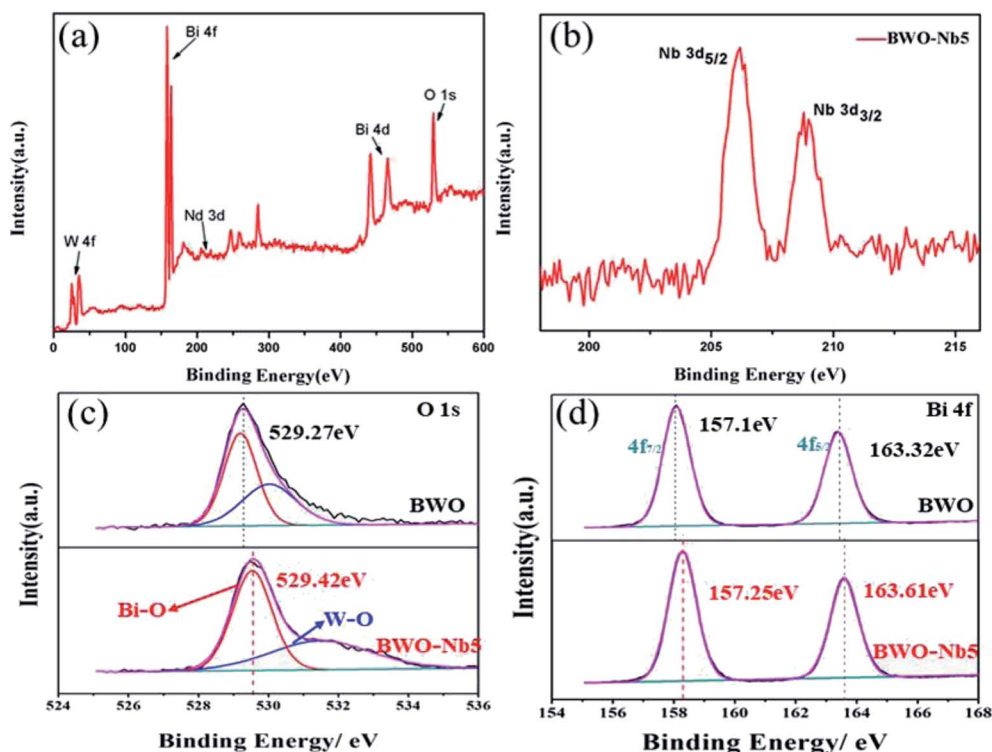 (a)
Bi 4f
O 1s
Bi 4d
Nd 3d
W 4f
Intensity(a.u.)
0 100 200 300 400 500 600
Binding Energy(eV)
(b)
BWO-Nb5
Nb 3d5/2
Nb 3d3/2
Intensity(a.u.)
200 205 210 215
Binding Energy (eV)
(c)
O 1s
529.27eV
BWO
529.42eV
Bi-O
W-O
BWO-Nb5
Intensity(a.u.)
524 526 528 530 532 534 536
Binding Energy/ eV
(d)
Bi 4f
157.1eV
4f7/2
4f5/2
163.32eV
BWO
157.25eV
163.61eV
BWO-Nb5
Intensity(a.u.)
154 156 158 160 162 164 166 168
Binding Energy/ eV